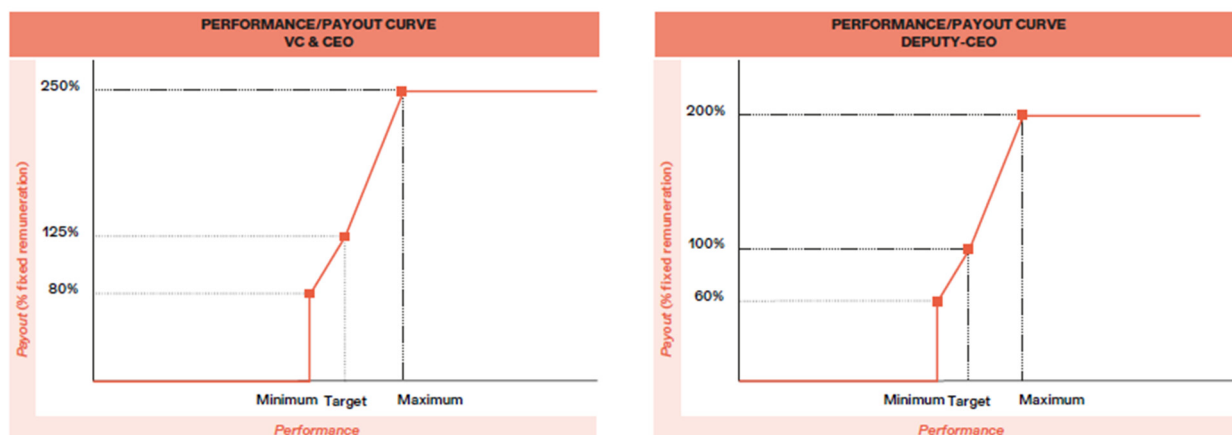 PERFORMANCE/PAYOUT CURVE
VC & CEO
Payout (% fixed remuneration)
250%
125%
80%
Minimum Target Maximum
Performance
PERFORMANCE/PAYOUT CURVE
DEPUTY-CEO
Payout (% fixed remuneration)
200%
100%
60%
Minimum Target Maximum
Performance